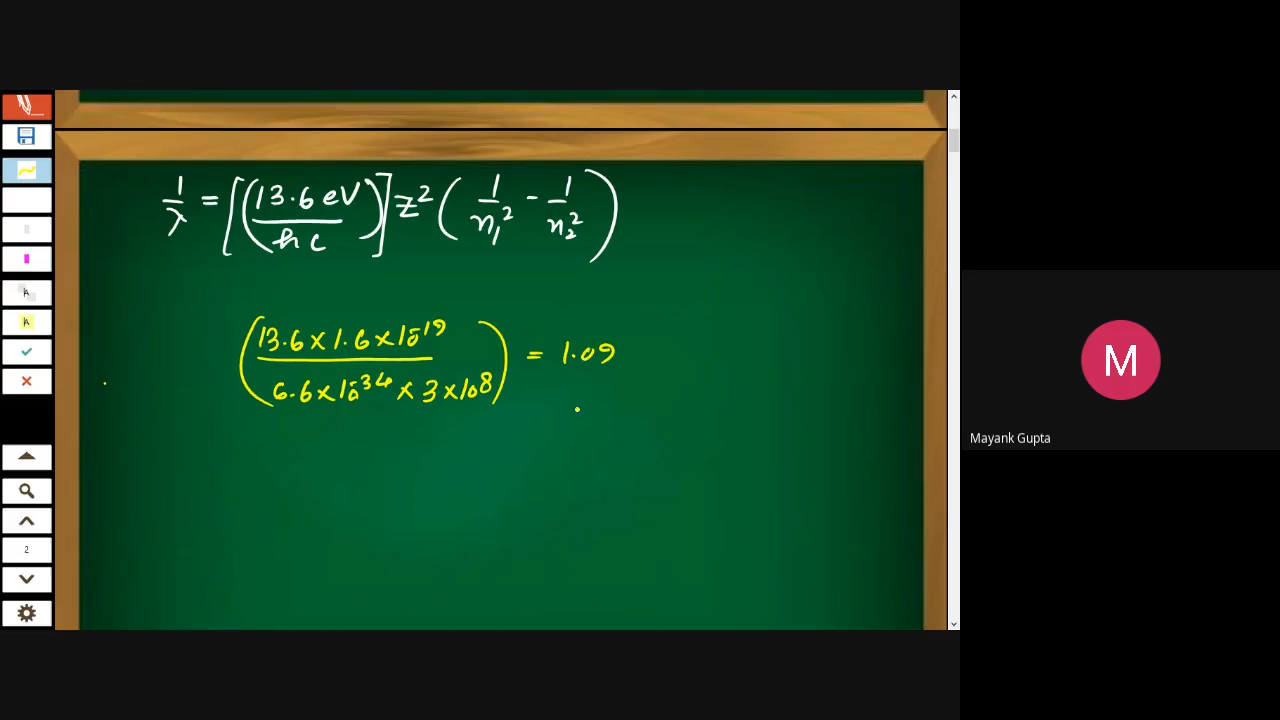 1/λ = [(13.6 eV / hc)] z² (1/n₁² - 1/n₂²)
(13.6 × 1.6 × 10⁻¹⁹ / 6.6 × 10⁻³⁴ × 3 × 10⁸) = 1.09
2
M
Mayank Gupta